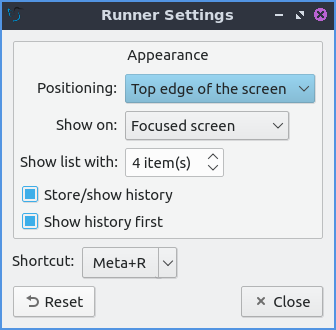 Runner Settings
Appearance
Positioning: Top edge of the screen
Show on: Focused screen
Show list with: 4 item(s)
Store/show history
Show history first
Shortcut: Meta+R
Reset Close